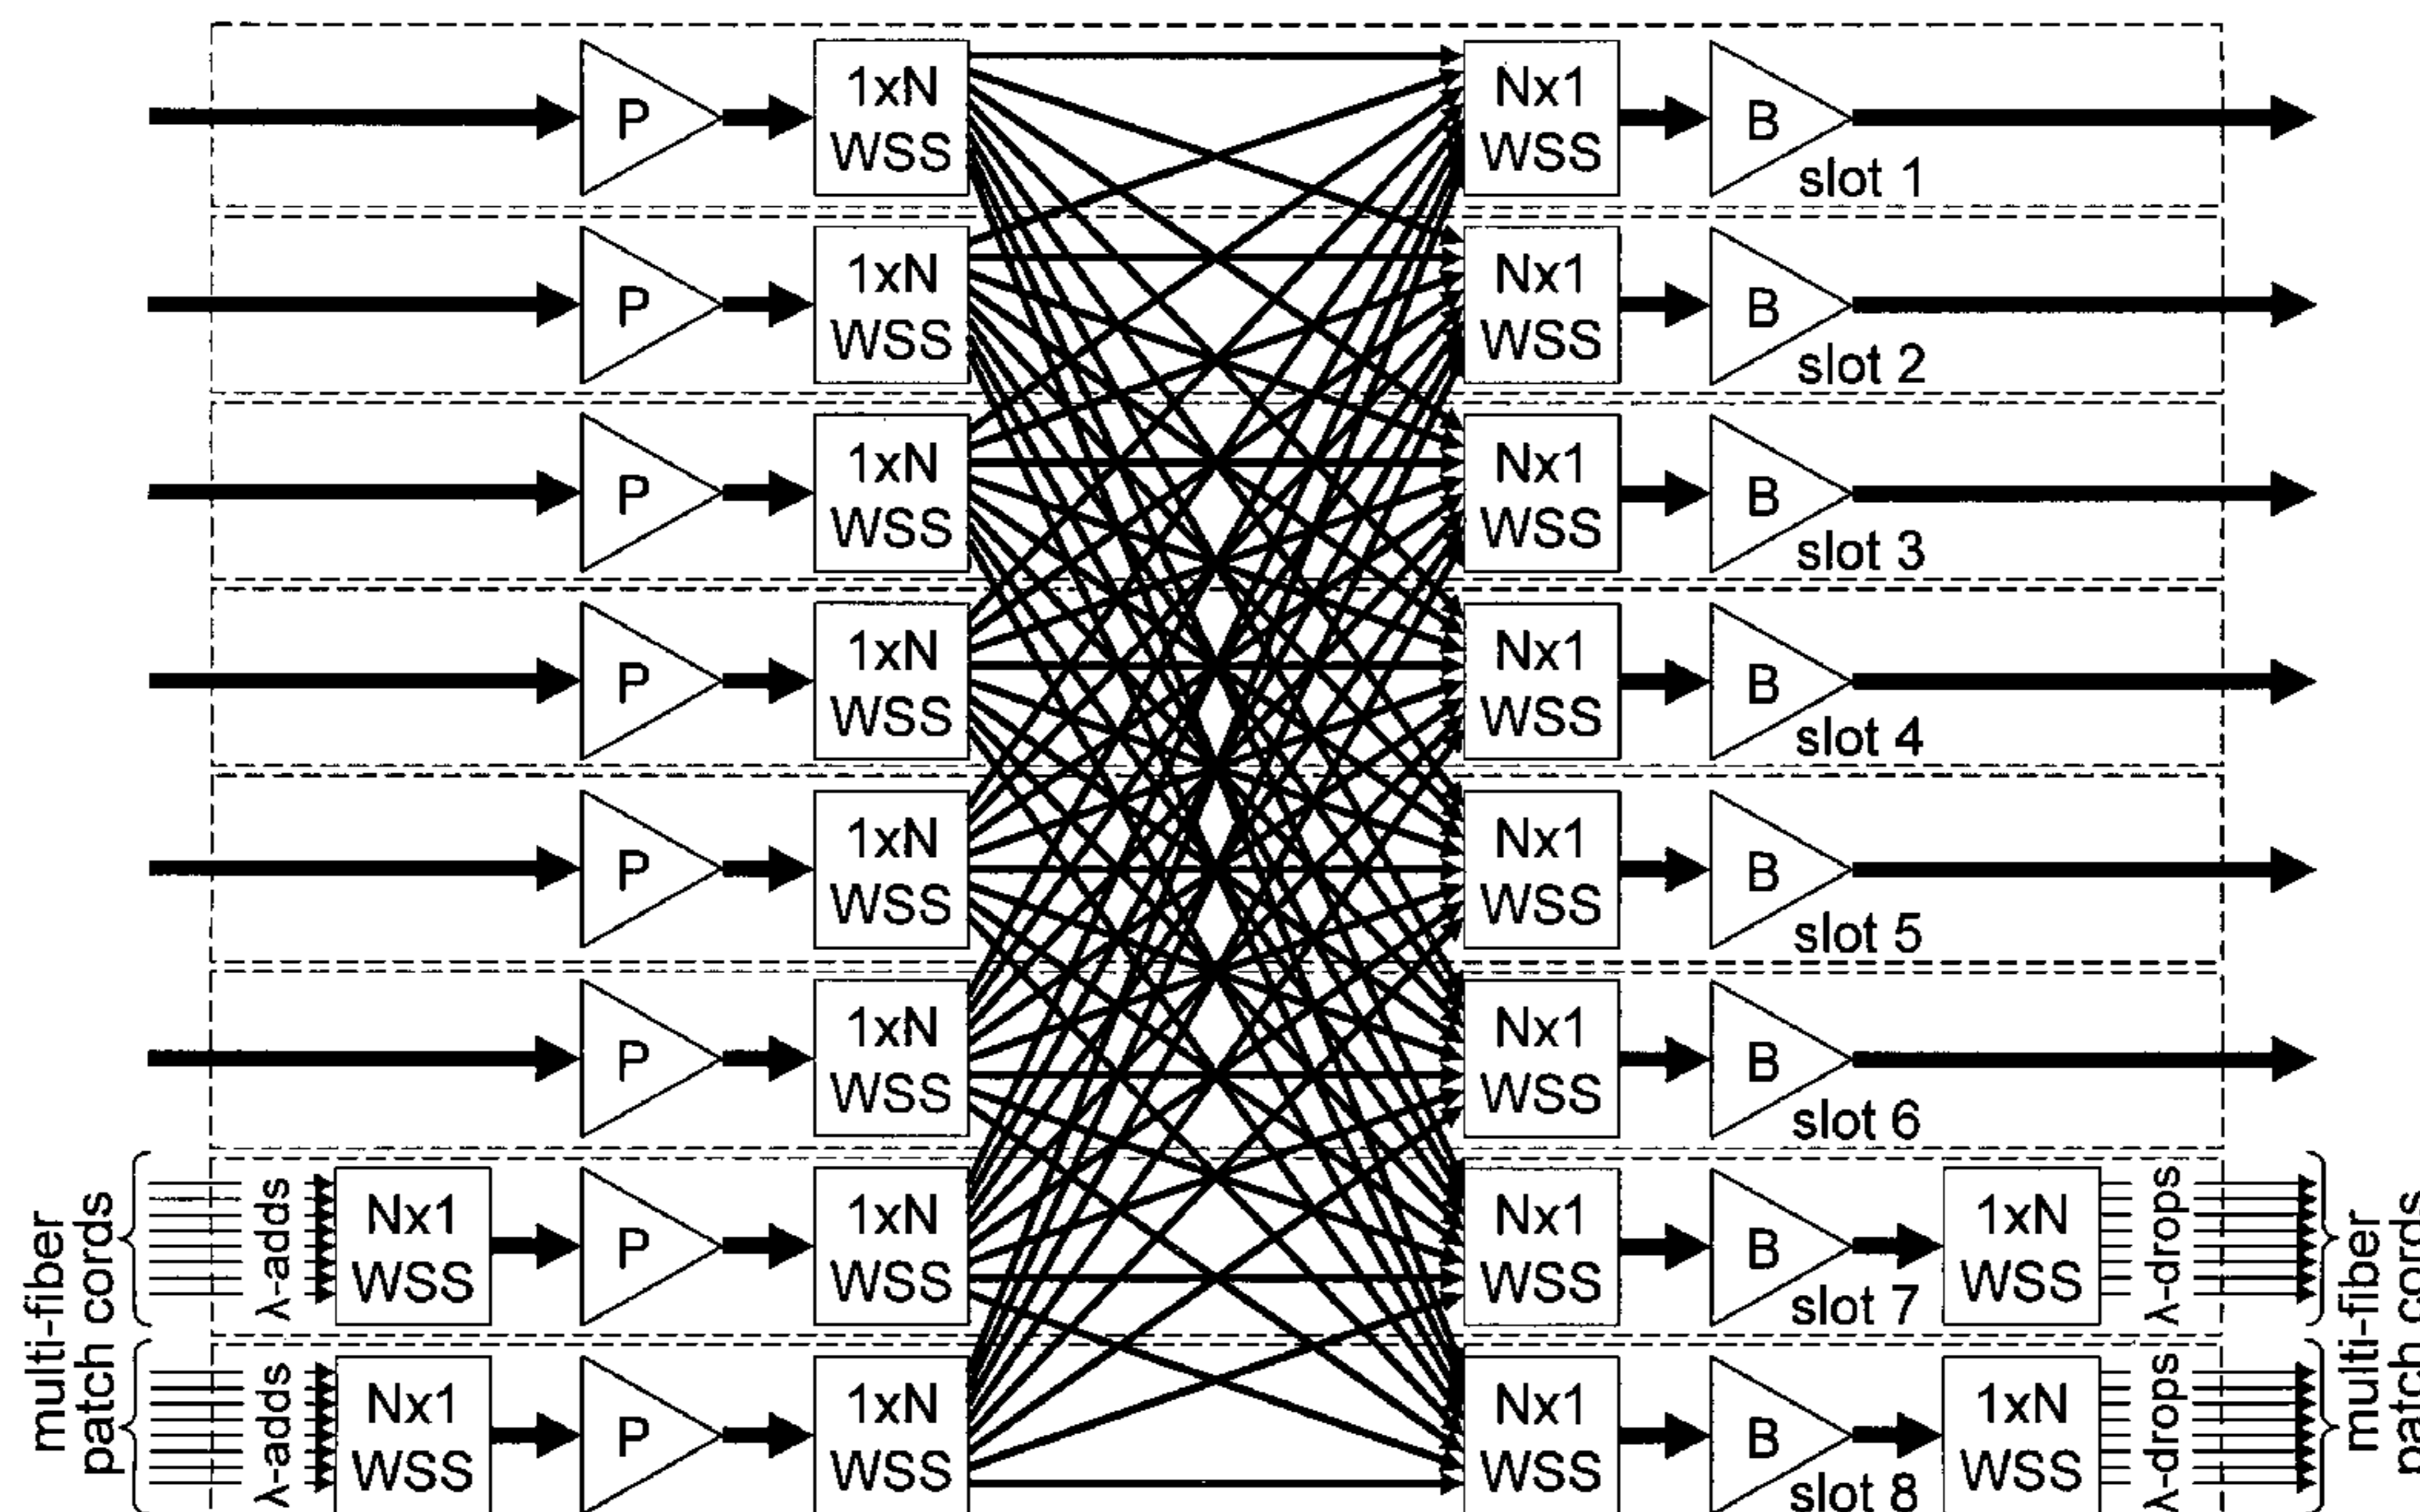 P
1xN
WSS
Nx1
WSS
B
slot 1
P
1xN
WSS
Nx1
WSS
B
slot 2
P
1xN
WSS
Nx1
WSS
B
slot 3
P
1xN
WSS
Nx1
WSS
B
slot 4
P
1xN
WSS
Nx1
WSS
B
slot 5
P
1xN
WSS
Nx1
WSS
B
slot 6
multi-fiber
patch cords
λ-adds
Nx1
WSS
P
1xN
WSS
Nx1
WSS
B
slot 7
1xN
WSS
λ-drops
λ-adds
Nx1
WSS
P
1xN
WSS
Nx1
WSS
B
slot 8
1xN
WSS
λ-drops
multi-fiber
patch cords